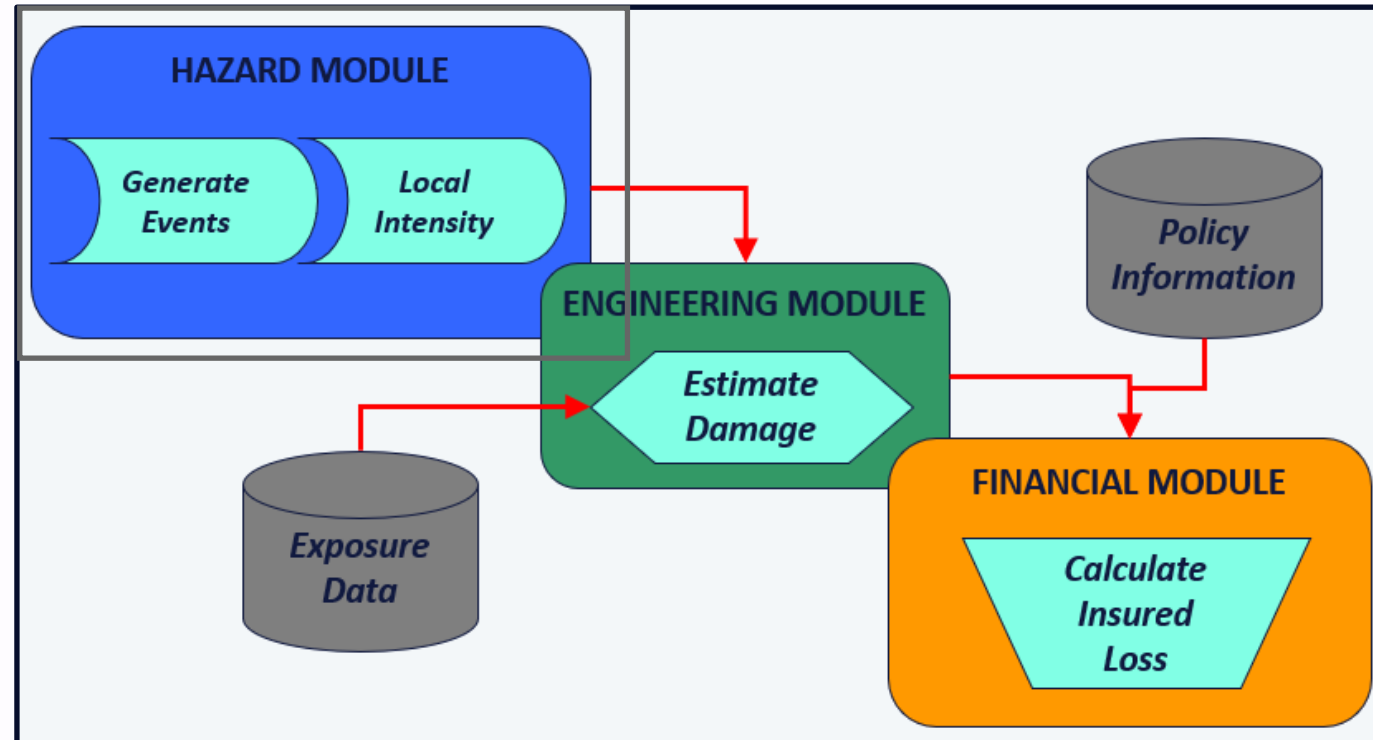 HAZARD MODULE
Generate
Events
Local
Intensity
Policy
Information
ENGINEERING MODULE
Estimate
Damage
Exposure
Data
FINANCIAL MODULE
Calculate
Insured
Loss